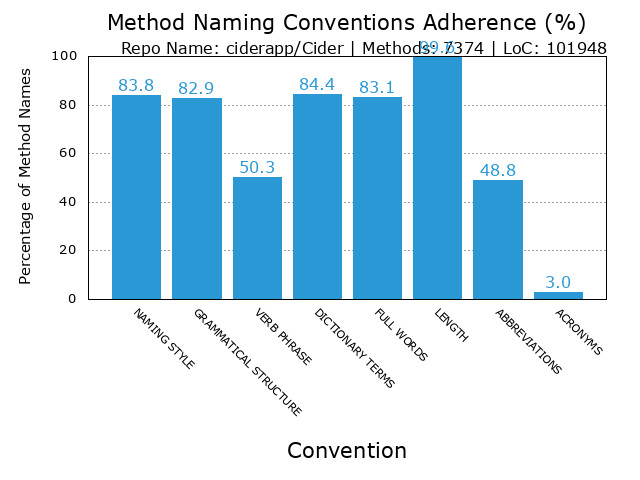 Method Naming Conventions Adherence (%)
Repo Name: ciderapp/Cider | Methods: | LoC: 101948
Percentage of Method Names
100
80
60
40
20
0
83.8
82.9
50.3
84.4
83.1
48.8
3.0
NAMING STYLE
GRAMMATICAL STRUCTURE
VERB PHRASE
DICTIONARY TERMS
FULL WORDS
LENGTH
ABBREVIATIONS
ACRONYMS
Convention